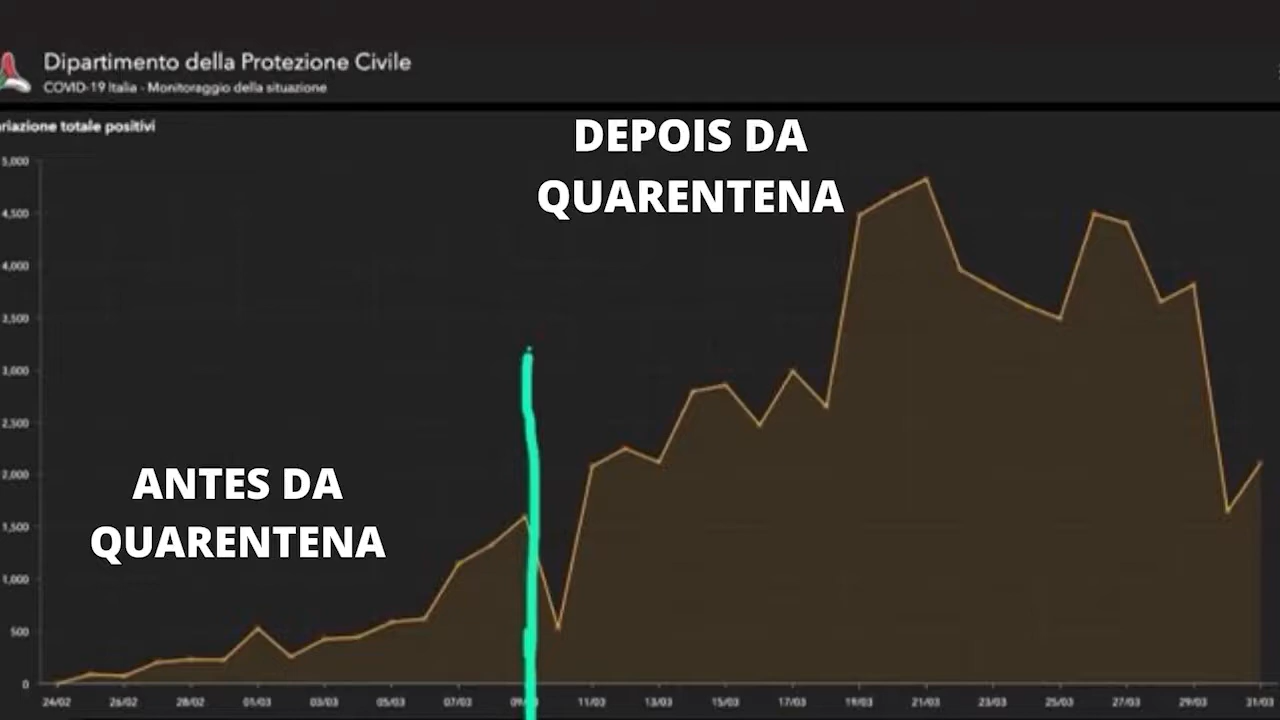 Dipartimento della Protezione Civile
COVID-19 Italia - Monitoraggio della situazione
ariazione totale positivi
DEPOIS DA
QUARENTENA
ANTES DA
QUARENTENA
5,000
4,500
4,000
3,500
3,000
2,500
2,000
1,500
1,000
500
0
24/02 26/02 28/02 01/03 03/03 05/03 07/03 11/03 13/03 15/03 17/03 19/03 21/03 23/03 25/03 27/03 29/03 31/03